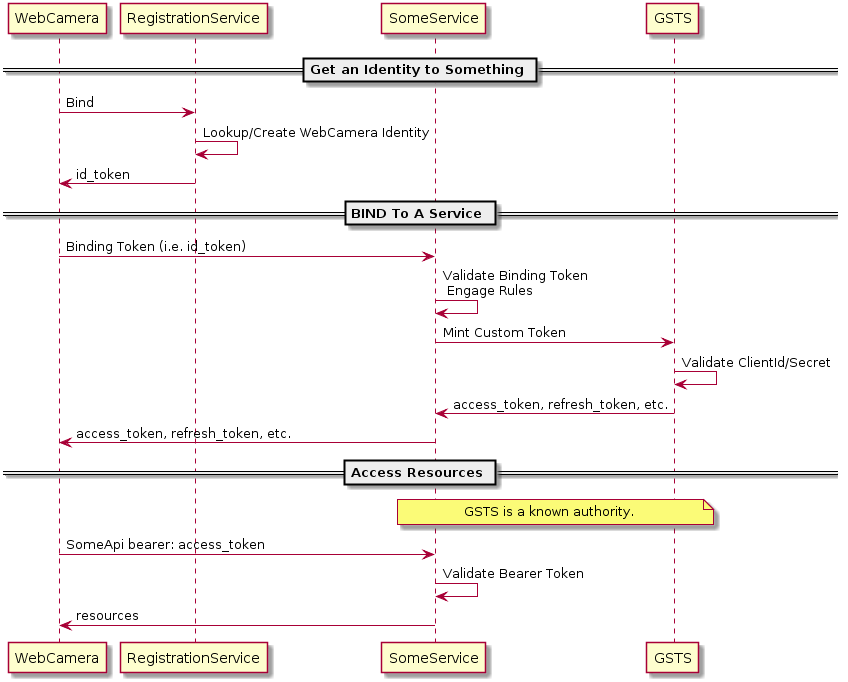 WebCamera
RegistrationService
SomeService
GSTS
Get an Identity to Something
Bind
Lookup/Create WebCamera Identity
id_token
BIND To A Service
Binding Token (i.e. id_token)
Validate Binding Token
Engage Rules
Mint Custom Token
Validate ClientId/Secret
access_token, refresh_token, etc.
access_token, refresh_token, etc.
Access Resources
GSTS is a known authority.
SomeApi bearer: access_token
Validate Bearer Token
resources
WebCamera
RegistrationService
SomeService
GSTS